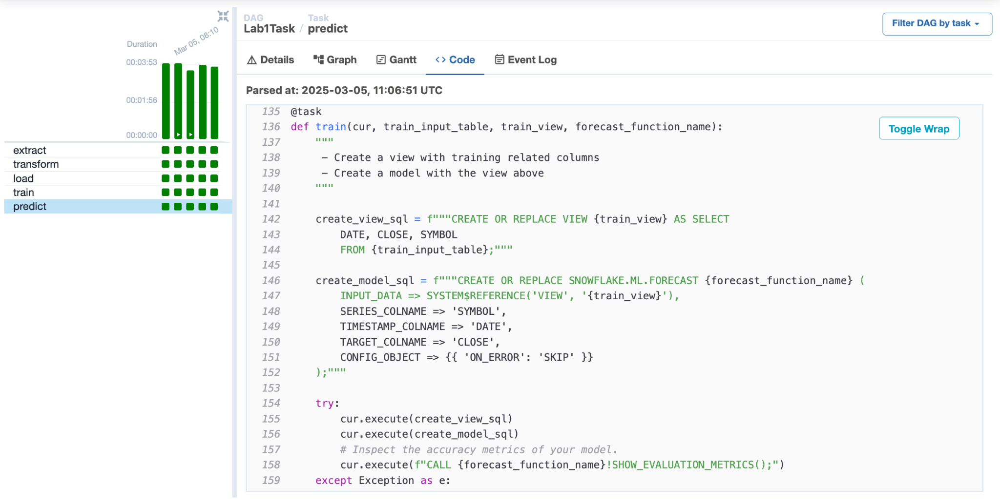 Duration
Mar 05, 08:10
00:03:53
00:01:56
00:00:00
extract
transform
load
train
predict
DAG
Lab1Task
/
Task
predict
Filter DAG by task
Details
Graph
Gantt
<> Code
Event Log
Parsed at: 2025-03-05, 11:06:51 UTC
Toggle Wrap
135 @task
136 def train(cur, train_input_table, train_view, forecast_function_name):
137     """
138      - Create a view with training related columns
139      - Create a model with the view above
140     """
141
142     create_view_sql = f"""CREATE OR REPLACE VIEW {train_view} AS SELECT
143         DATE, CLOSE, SYMBOL
144         FROM {train_input_table};"""
145
146     create_model_sql = f"""CREATE OR REPLACE SNOWFLAKE.ML.FORECAST {forecast_function_name} (
147         INPUT_DATA => SYSTEM$REFERENCE('VIEW', '{train_view}'),
148         SERIES_COLNAME => 'SYMBOL',
149         TIMESTAMP_COLNAME => 'DATE',
150         TARGET_COLNAME => 'CLOSE',
151         CONFIG_OBJECT => {{ 'ON_ERROR': 'SKIP' }}
152     );"""
153
154     try:
155         cur.execute(create_view_sql)
156         cur.execute(create_model_sql)
157         # Inspect the accuracy metrics of your model.
158         cur.execute(f"CALL {forecast_function_name}!SHOW_EVALUATION_METRICS();")
159     except Exception as e: